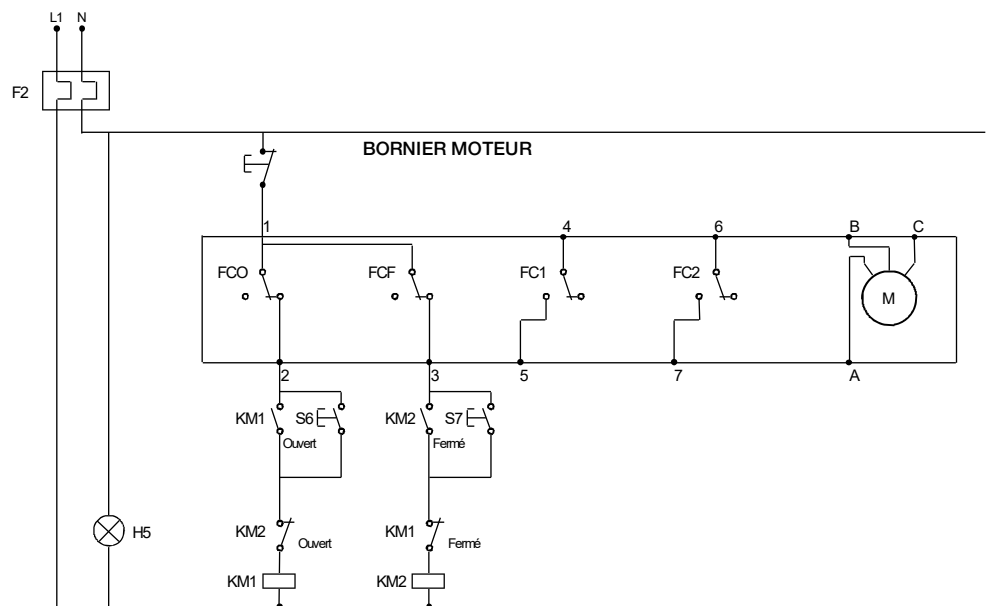 L1 N
F2
BORNIER MOTEUR
1 4 6 B C
FCO FCF FC1 FC2 M
2 3 5 7 A
KM1 S6 KM2 S7
Ouvert Fermé
KM2 KM1
H5 Ouvert Fermé
KM1 KM2